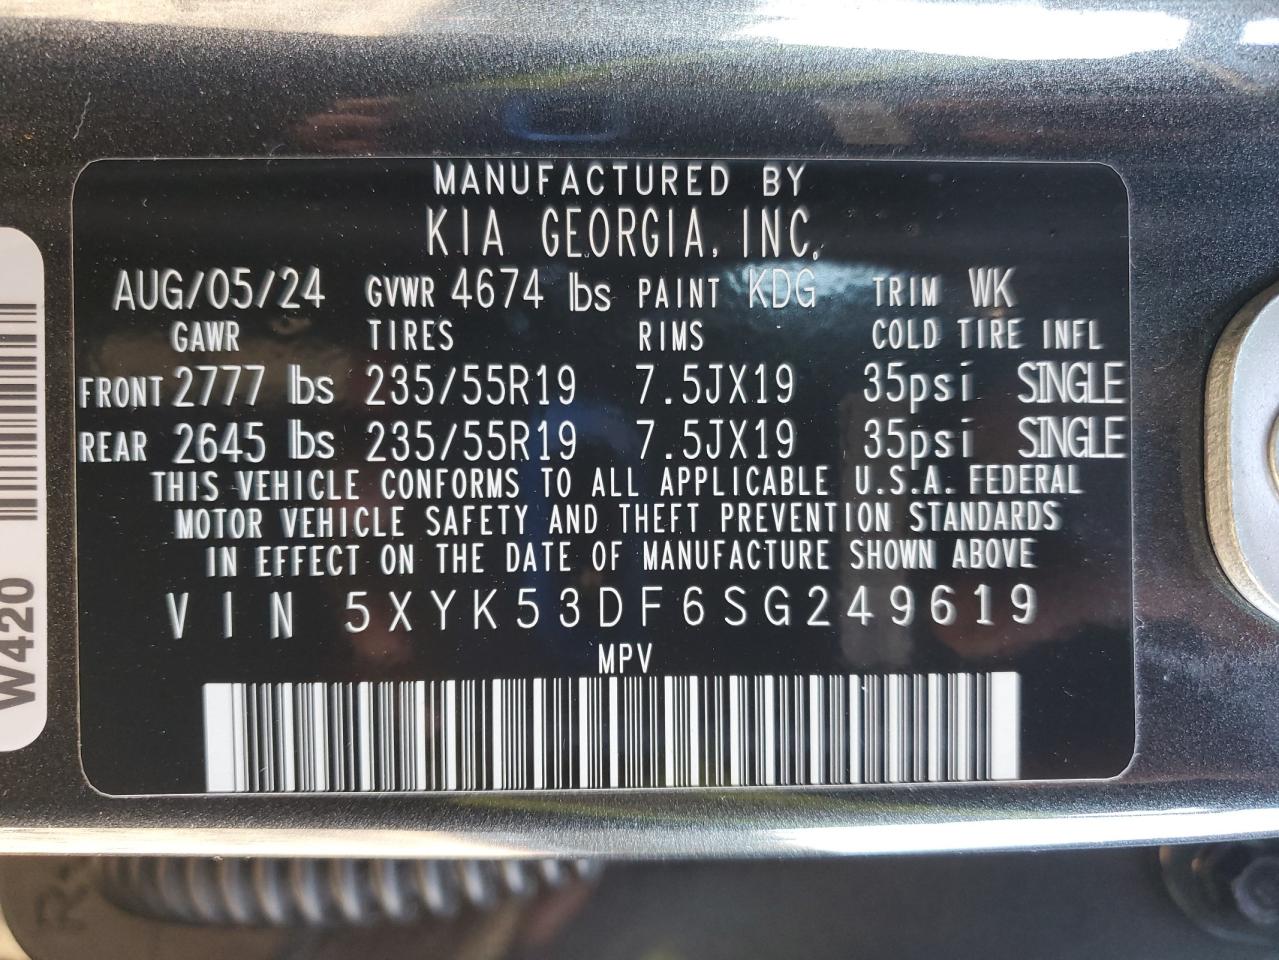 MANUFACTURED BY
KIA GEORGIA, INC.
AUG/05/24 GVWR 4674 lbs PAINT KDG TRIM WK
GAWR TIRES RIMS COLD TIRE INFL
FRONT 2777 lbs 235/55R19 7.5JX19 35psi SINGLE
REAR 2645 lbs 235/55R19 7.5JX19 35psi SINGLE
THIS VEHICLE CONFORMS TO ALL APPLICABLE U.S.A. FEDERAL
MOTOR VEHICLE SAFETY AND THEFT PREVENTION STANDARDS
IN EFFECT ON THE DATE OF MANUFACTURE SHOWN ABOVE
VIN 5XYK53DF6SG249619
MPV
W420